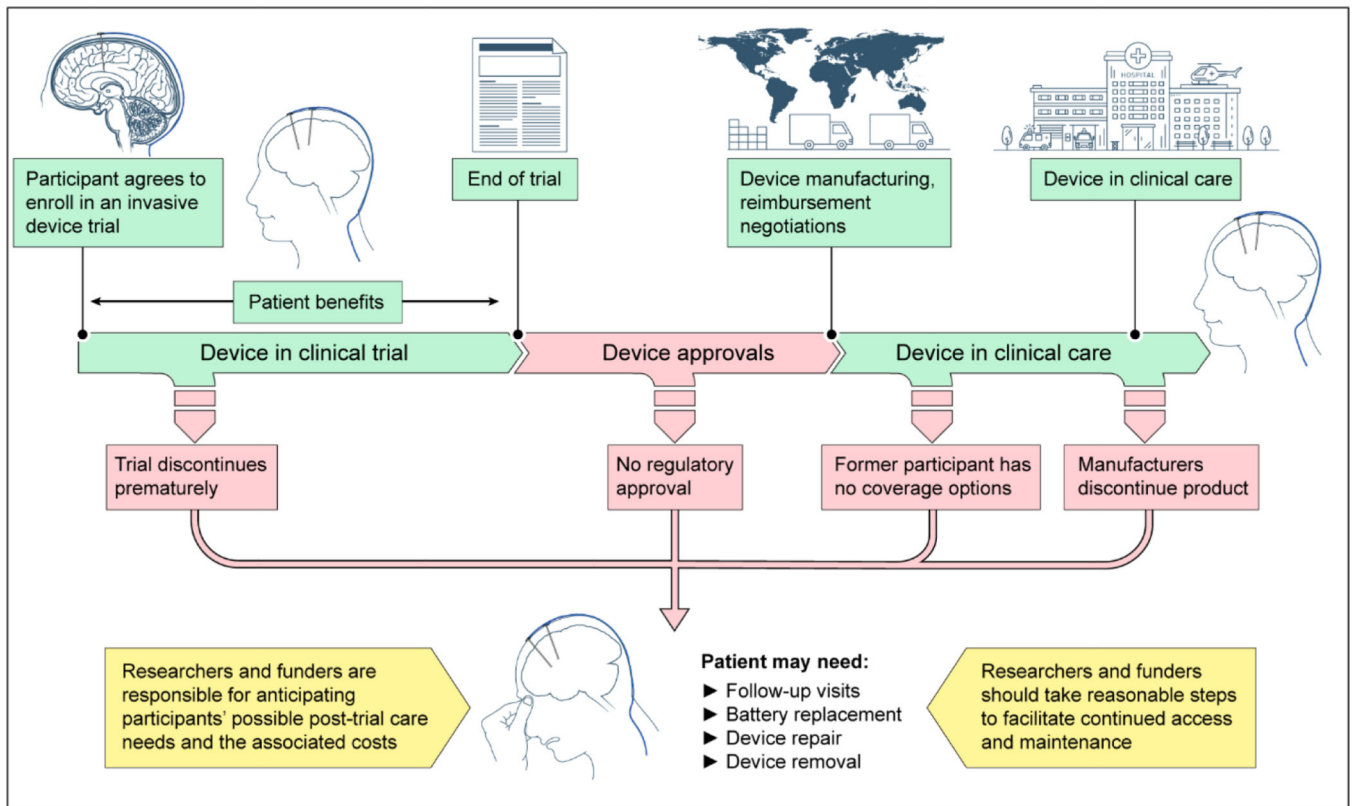 HOSPITAL
Participant agrees to
enroll in an invasive
device trial
End of trial
Device manufacturing,
reimbursement
negotiations
Device in clinical care
Patient benefits
Device in clinical trial
Device approvals
Device in clinical care
Trial discontinues
prematurely
No regulatory
approval
Former participant has
no coverage options
Manufacturers
discontinue product
Researchers and funders are
responsible for anticipating
participants' possible post-trial care
needs and the associated costs
Patient may need:
► Follow-up visits
► Battery replacement
► Device repair
► Device removal
Researchers and funders
should take reasonable steps
to facilitate continued access
and maintenance